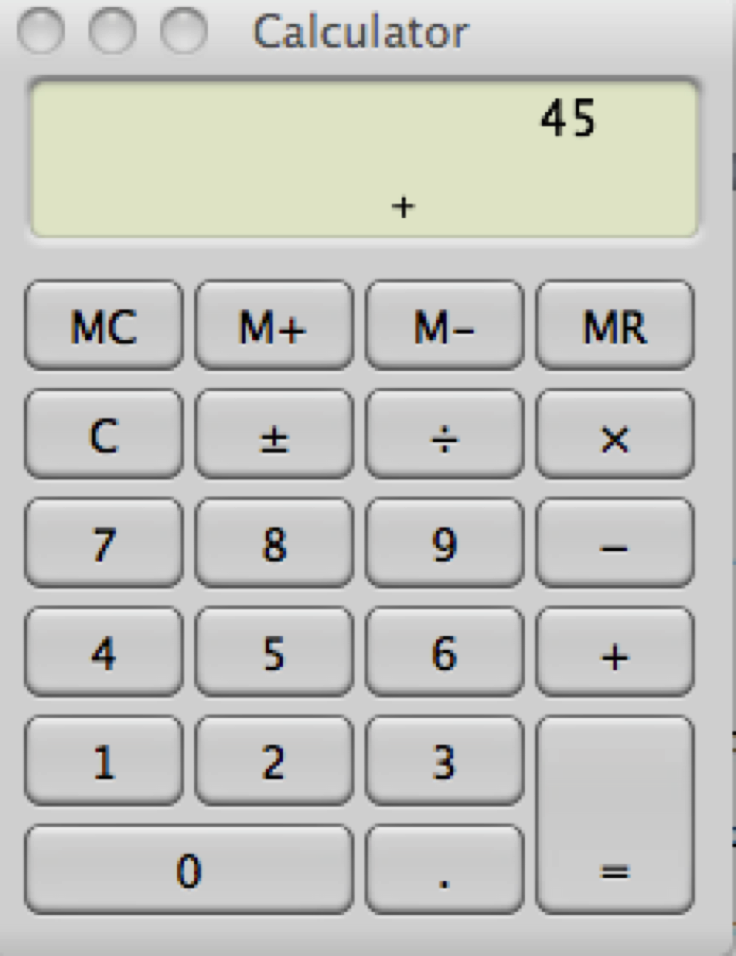 Calculator
45
+
MC M+ M− MR
C ± ÷ ×
7 8 9 −
4 5 6 +
1 2 3
0 . =